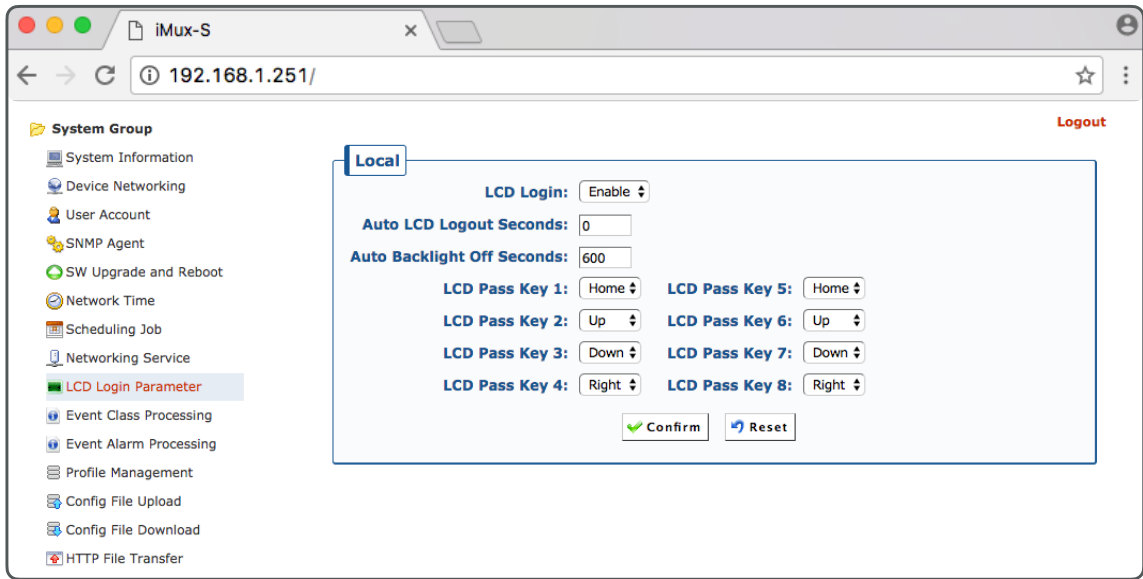 iMux-S
192.168.1.251/
System Group
System Information
Device Networking
User Account
SNMP Agent
SW Upgrade and Reboot
Network Time
Scheduling Job
Networking Service
LCD Login Parameter
Event Class Processing
Event Alarm Processing
Profile Management
Config File Upload
Config File Download
HTTP File Transfer
Logout
Local
LCD Login: Enable
Auto LCD Logout Seconds: 0
Auto Backlight Off Seconds: 600
LCD Pass Key 1: Home LCD Pass Key 5: Home
LCD Pass Key 2: Up LCD Pass Key 6: Up
LCD Pass Key 3: Down LCD Pass Key 7: Down
LCD Pass Key 4: Right LCD Pass Key 8: Right
Confirm Reset